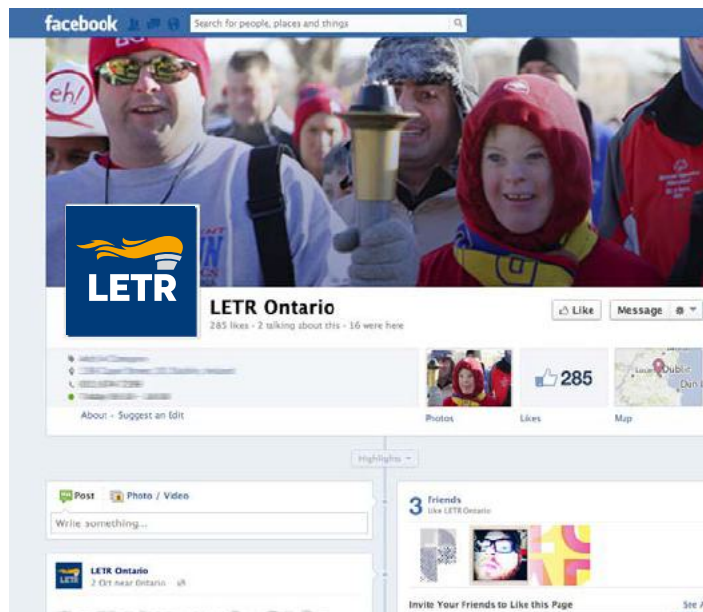 facebook
Search for people, places and things
eh!
LETR
LETR Ontario
285 likes · 2 talking about this · 16 were here
Like
Message
About - Suggest an Edit
Photos
285
Likes
Dublin
Map
Highlights
Post
Photo / Video
Write something...
3 friends
like LETR Ontario
LETR
LETR Ontario
2 Oct near Ontario
Invite Your Friends to Like this Page
See A